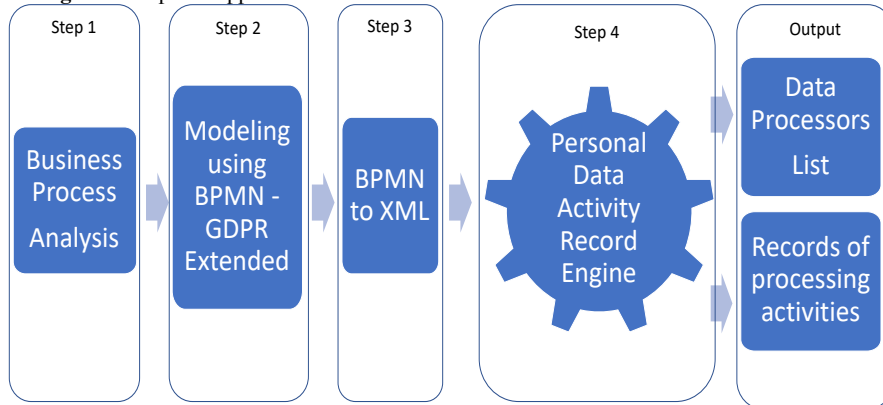 Step 1
Business
Process
Analysis
Step 2
Modeling
using
BPMN -
GDPR
Extended
Step 3
BPMN
to XML
Step 4
Personal
Data
Activity
Record
Engine
Output
Data
Processors
List
Records of
processing
activities